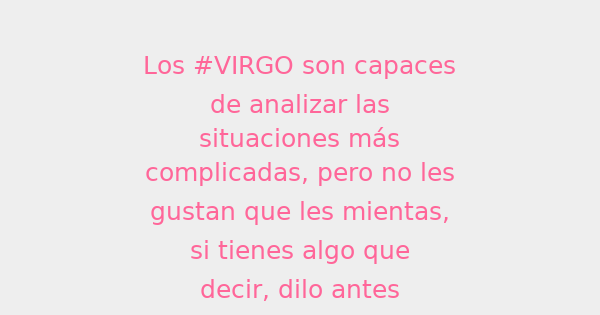 Los #VIRGO son capaces
de analizar las
situaciones más
complicadas, pero no les
gustan que les mientas,
si tienes algo que
decir, dilo antes